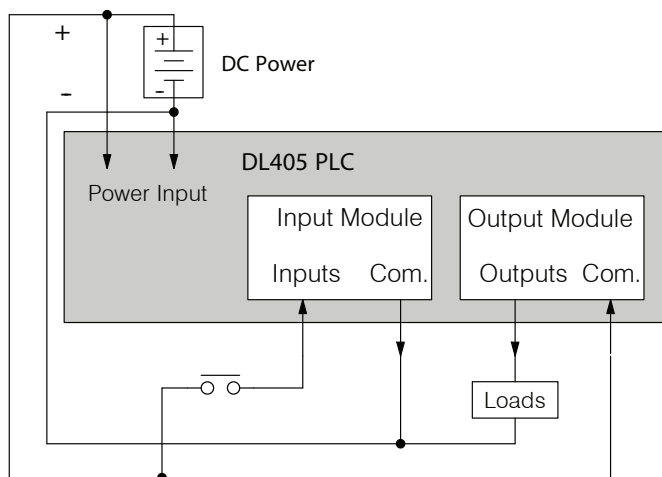 +
+
DC Power
-
-
DL405 PLC
Power Input
Input Module
Output Module
Inputs Com.
Outputs Com.
Loads